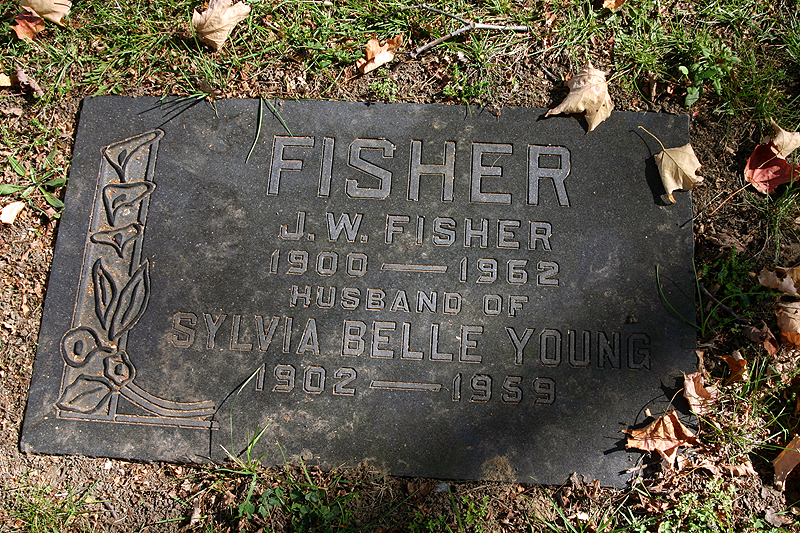 FISHER
J.W. FISHER
1900 — 1962
HUSBAND OF
SYLVIA BELLE YOUNG
1902 — 1959